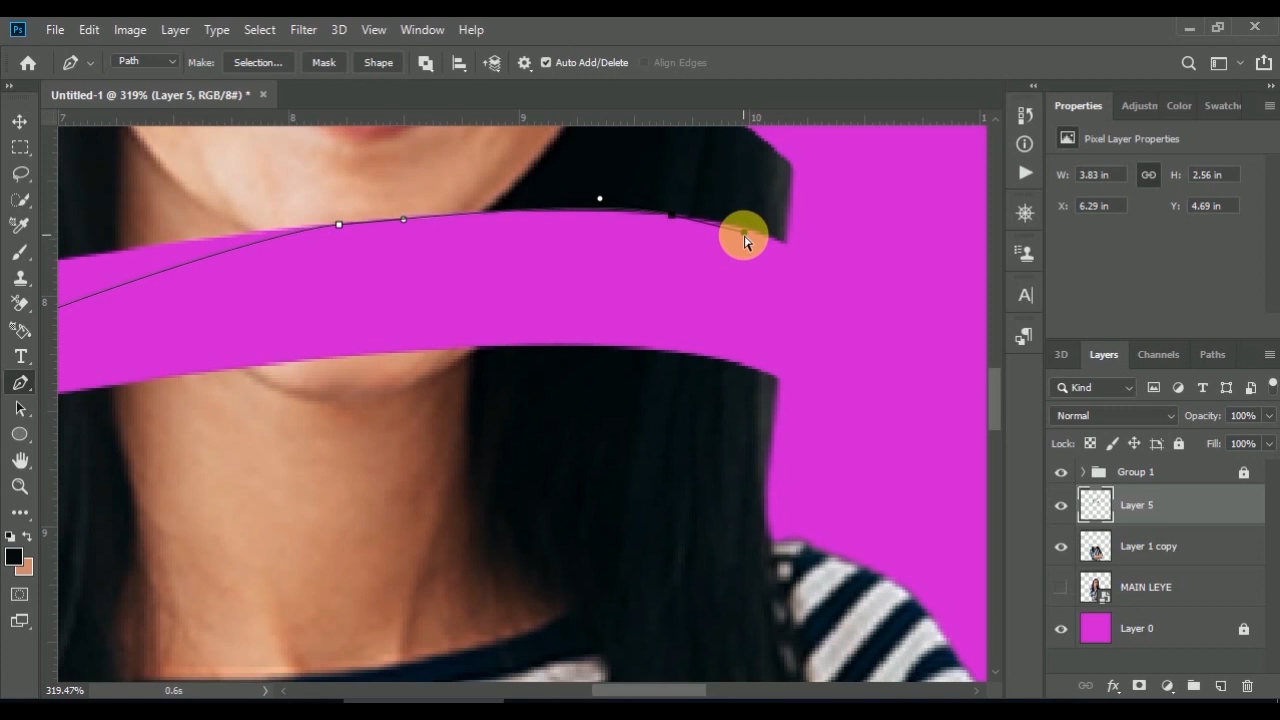 Ps File Edit Image Layer Type Select Filter 3D View Window Help
Path Make: Selection... Mask Shape Auto Add/Delete Align Edges
Untitled-1 @ 319% (Layer 5, RGB/8#) * ×
7 8 9 10 1
8
9
Properties Adjustn Color Swatch
Pixel Layer Properties
W: 3.83 in H: 2.56 in
X: 6.29 in Y: 4.69 in
3D Layers Channels Paths
Kind
Normal Opacity: 100%
Lock: Fill: 100%
Group 1
Layer 5
Layer 1 copy
MAIN LEYE
Layer 0
319.47% 0.6s